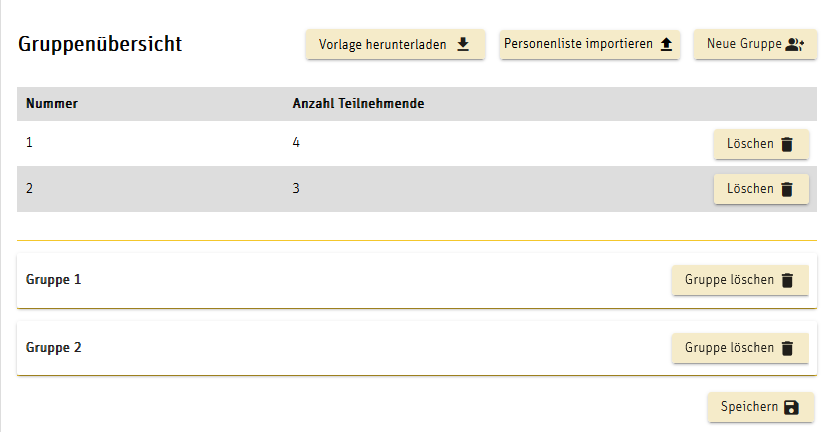 Gruppenübersicht Vorlage herunterladen Personenliste importieren Neue Gruppe
Nummer Anzahl Teilnehmende
1 4 Löschen
2 3 Löschen
Gruppe 1 Gruppe löschen
Gruppe 2 Gruppe löschen
Speichern